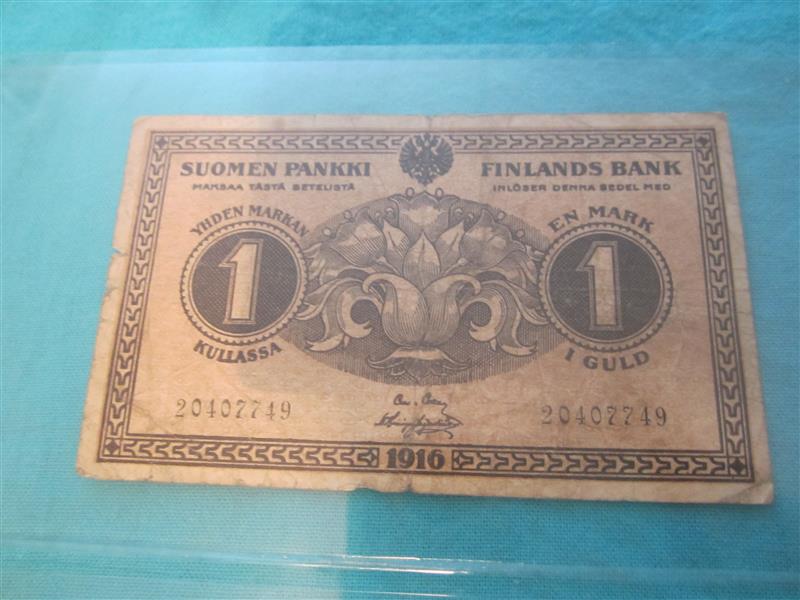 SUOMEN PANKKI
MAKSAA TÄSTÄ SETELISTÄ
FINLANDS BANK
INLÖSER DENNA SEDEL MED
YHDEN MARKAN
1
KULLASSA
EN MARK
1
I GULD
20407749
20407749
1916